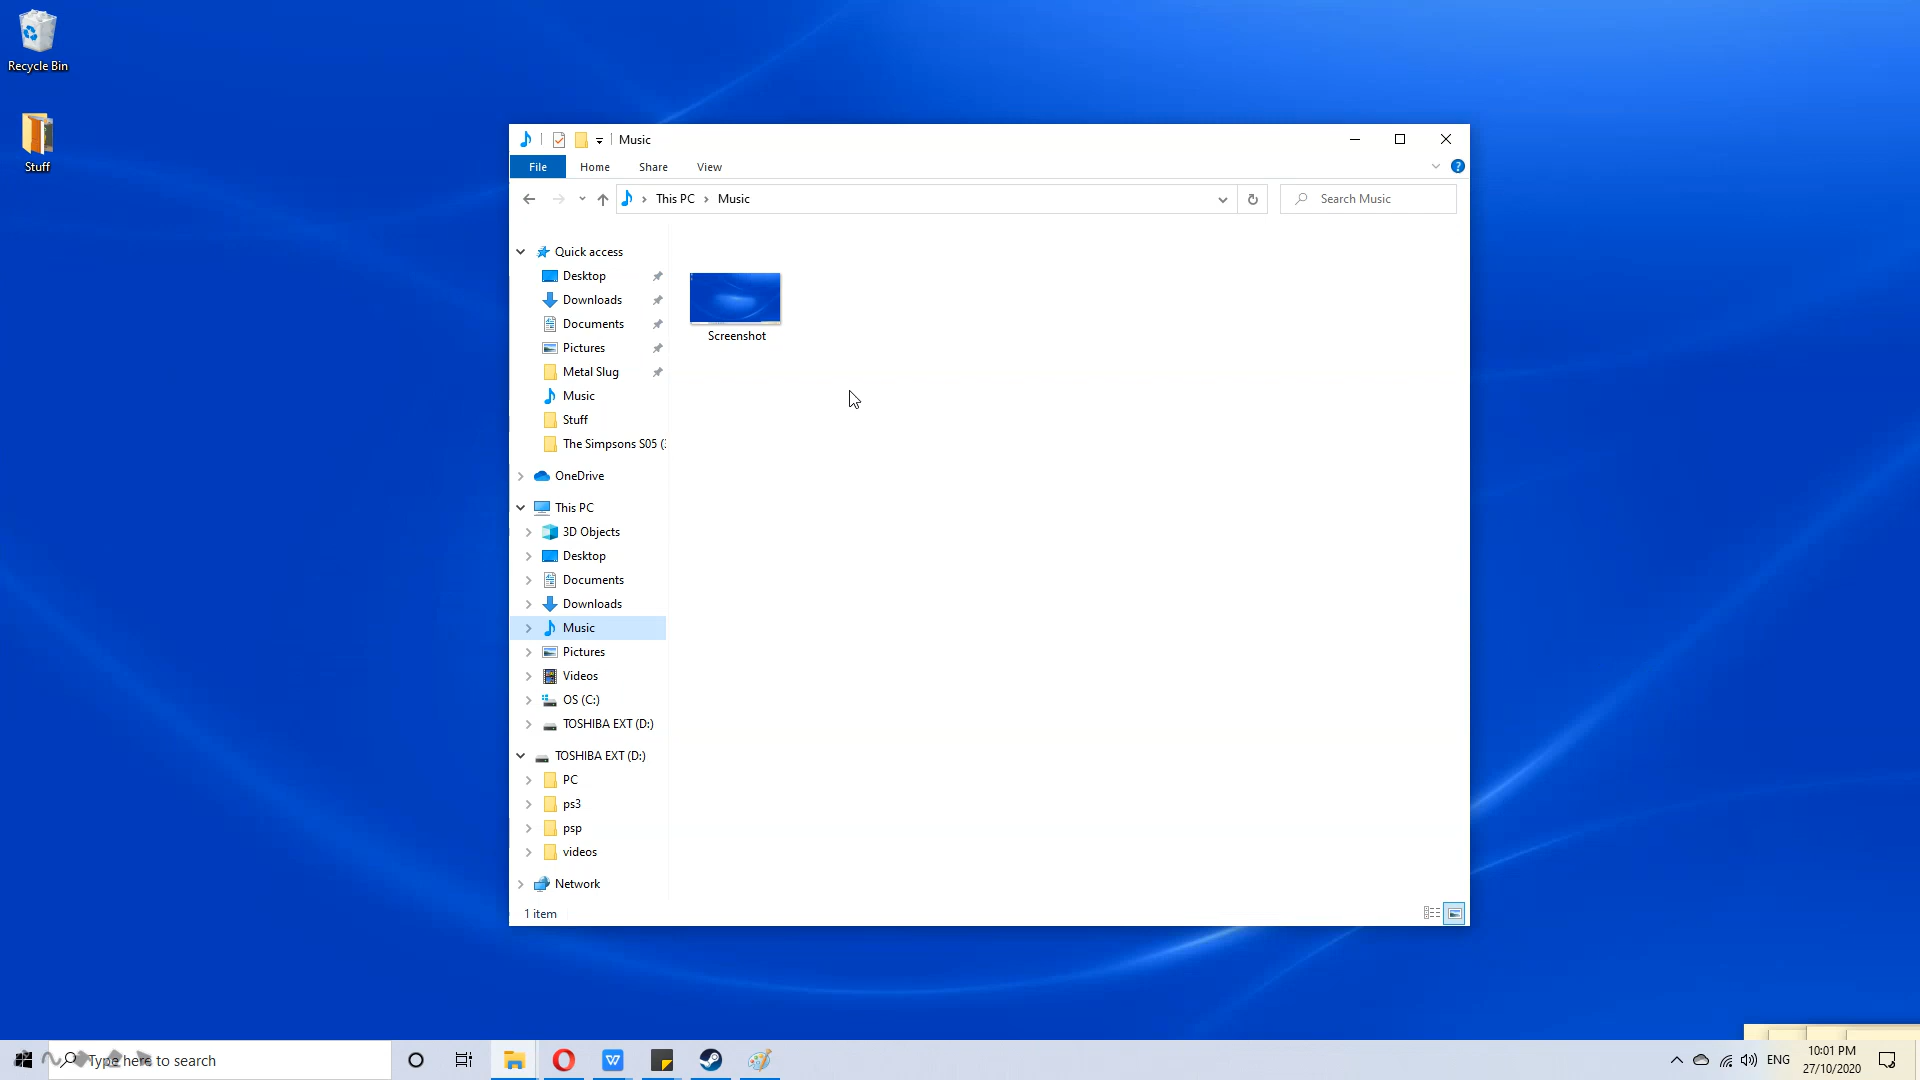 Recycle Bin
Stuff
Music
File Home Share View
This PC Music
Search Music
Quick access
Desktop
Downloads
Documents
Pictures
Metal Slug
Music
Stuff
The Simpsons S05 (
OneDrive
This PC
3D Objects
Desktop
Documents
Downloads
Music
Pictures
Videos
OS (C:)
TOSHIBA EXT (D:)
TOSHIBA EXT (D:)
PC
ps3
psp
videos
Network
Screenshot
1 item
Type here to search
ENG
10:01 PM
27/10/2020